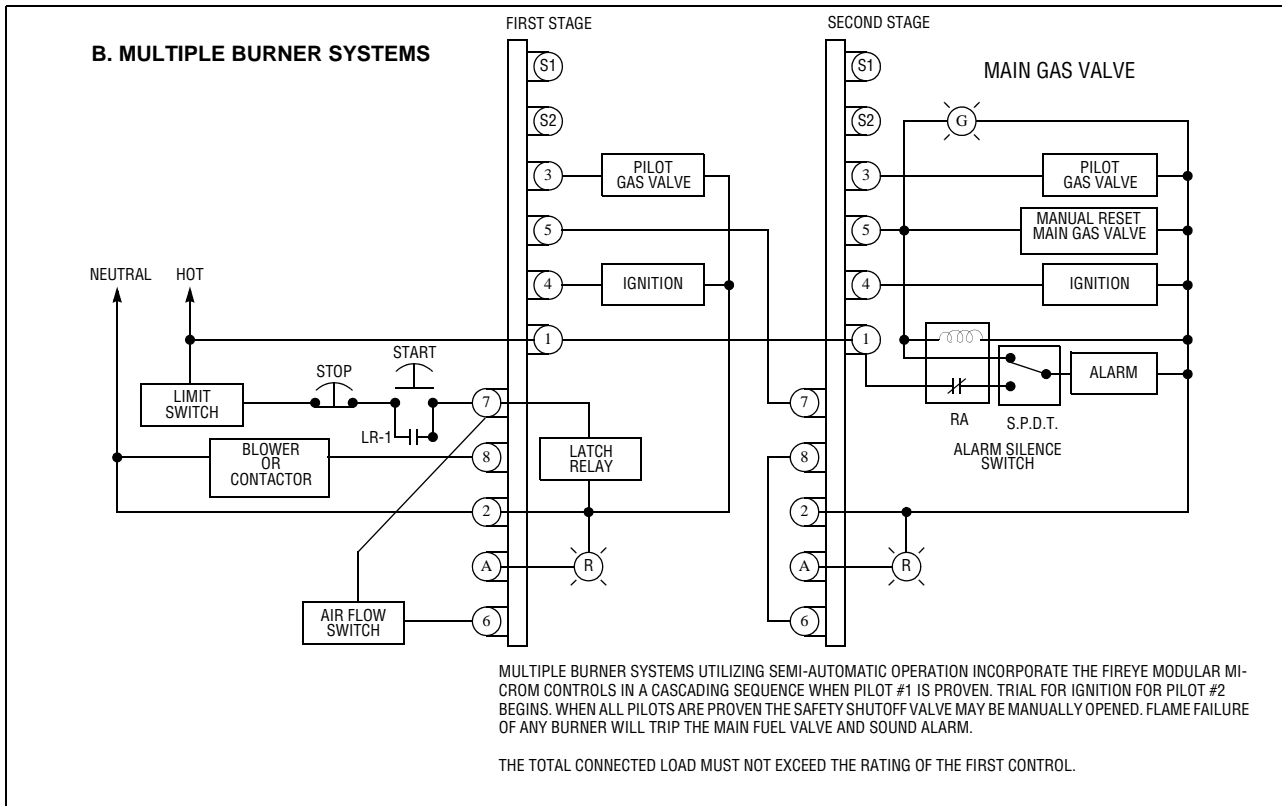 B. MULTIPLE BURNER SYSTEMS
FIRST STAGE
SECOND STAGE
MAIN GAS VALVE
S1
S2
3
PILOT
GAS VALVE
5
4
IGNITION
1
NEUTRAL
HOT
LIMIT
SWITCH
STOP
START
LR-1
7
BLOWER
OR
CONTACTOR
8
LATCH
RELAY
2
A
R
AIR FLOW
SWITCH
6
S1
S2
G
3
PILOT
GAS VALVE
5
MANUAL RESET
MAIN GAS VALVE
4
IGNITION
1
ALARM
RA
S.P.D.T.
ALARM SILENCE
SWITCH
7
8
2
A
R
6
MULTIPLE BURNER SYSTEMS UTILIZING SEMI-AUTOMATIC OPERATION INCORPORATE THE FIREYE MODULAR MI-
CROM CONTROLS IN A CASCADING SEQUENCE WHEN PILOT #1 IS PROVEN. TRIAL FOR IGNITION FOR PILOT #2
BEGINS. WHEN ALL PILOTS ARE PROVEN THE SAFETY SHUTOFF VALVE MAY BE MANUALLY OPENED. FLAME FAILURE
OF ANY BURNER WILL TRIP THE MAIN FUEL VALVE AND SOUND ALARM.
THE TOTAL CONNECTED LOAD MUST NOT EXCEED THE RATING OF THE FIRST CONTROL.